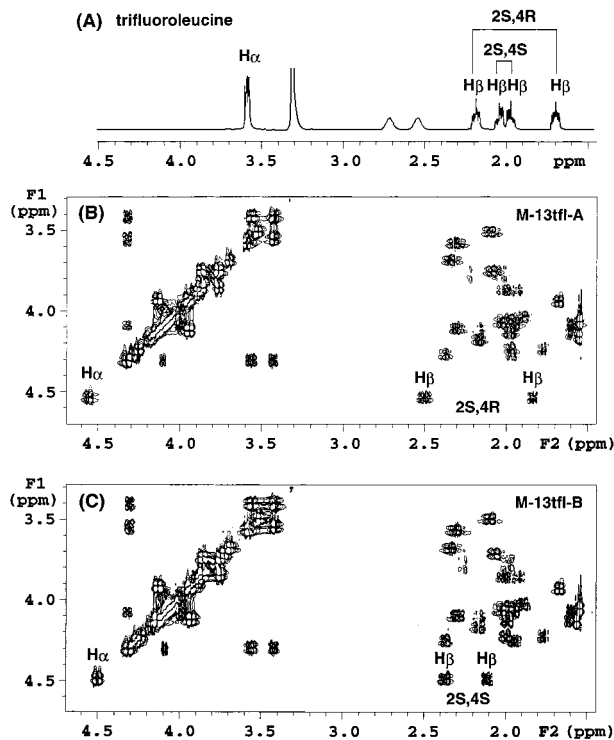 (A) trifluoroleucine
2S,4R
2S,4S
Hα
Hβ Hβ Hβ Hβ
4.5 4.0 3.5 3.0 2.5 2.0 ppm
F1
(ppm)
(B)
M-13tfl-A
3.5
4.0
Hα
Hβ Hβ
4.5
2S,4R
4.5 4.0 3.5 3.0 2.5 2.0 F2 (ppm)
F1
(ppm)
(C)
M-13tfl-B
3.5
4.0
Hα
Hβ Hβ
4.5
2S,4S
4.5 4.0 3.5 3.0 2.5 2.0 F2 (ppm)